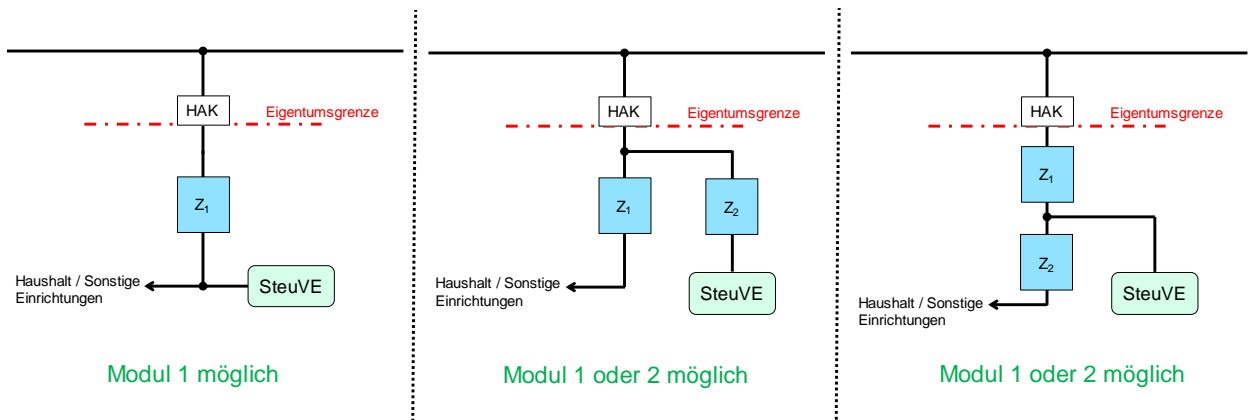 HAK
Eigentumsgrenze
Z₁
Haushalt / Sonstige
Einrichtungen
SteuVE
Modul 1 möglich
HAK
Eigentumsgrenze
Z₁
Z₂
Haushalt / Sonstige
Einrichtungen
SteuVE
Modul 1 oder 2 möglich
HAK
Eigentumsgrenze
Z₁
Z₂
SteuVE
Haushalt / Sonstige
Einrichtungen
Modul 1 oder 2 möglich